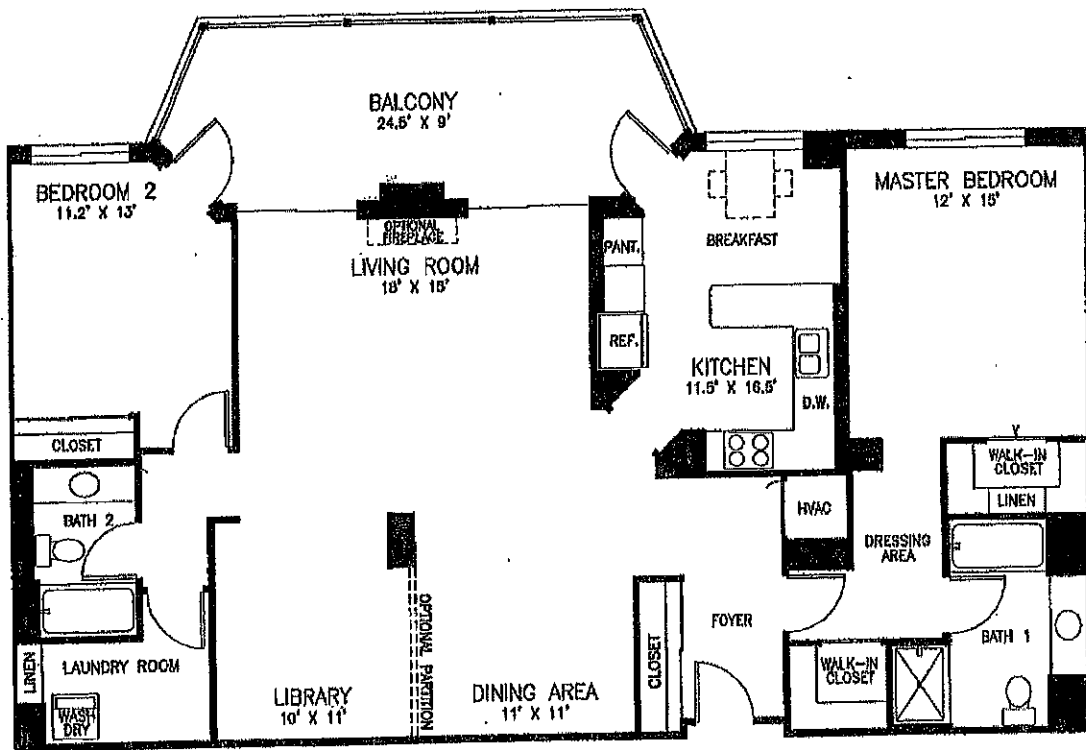 BALCONY
24.5' X 9'
BEDROOM 2
11.2' X 13'
MASTER BEDROOM
12' X 15'
OPTIONAL
FIREPLACE
LIVING ROOM
18' X 15'
PANT.
BREAKFAST
REF.
KITCHEN
11.5' X 16.5'
D.W.
CLOSET
WALK-IN
CLOSET
LINEN
HVAC
BATH 2
DRESSING
AREA
FOYER
BATH 1
OPTIONAL PARTITION
CLOSET
LINEN
LAUNDRY ROOM
WASH
DRY
LIBRARY
10' X 11'
DINING AREA
11' X 11'
WALK-IN
CLOSET